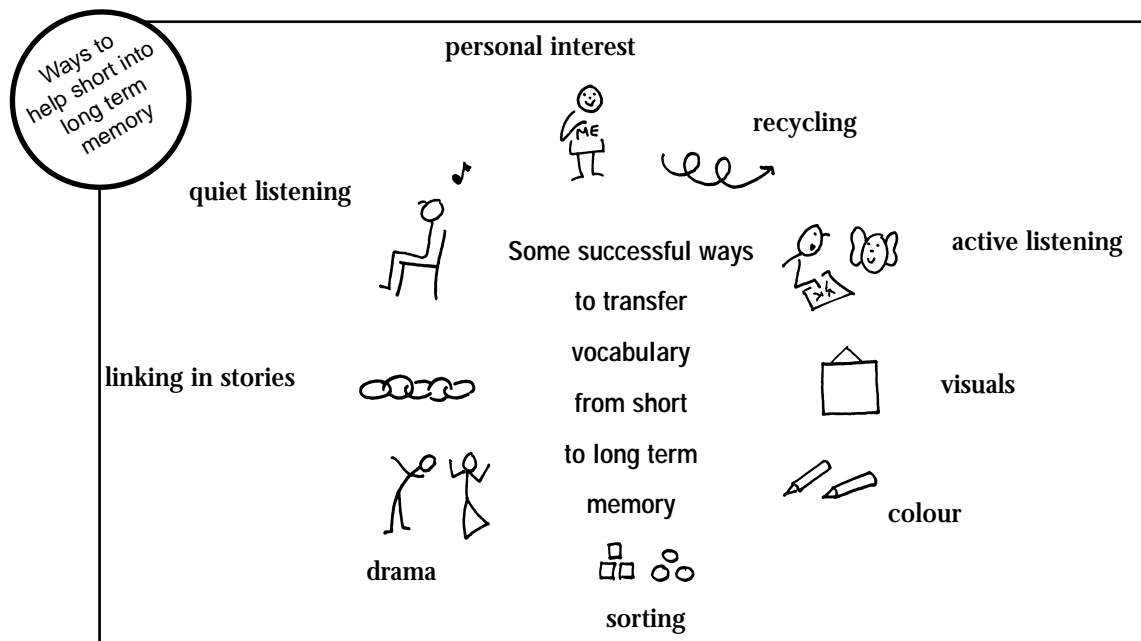 Ways to
help short into
long term
memory
personal interest
ME
recycling
quiet listening
Some successful ways
to transfer
vocabulary
from short
to long term
memory
active listening
linking in stories
visuals
colour
drama
sorting